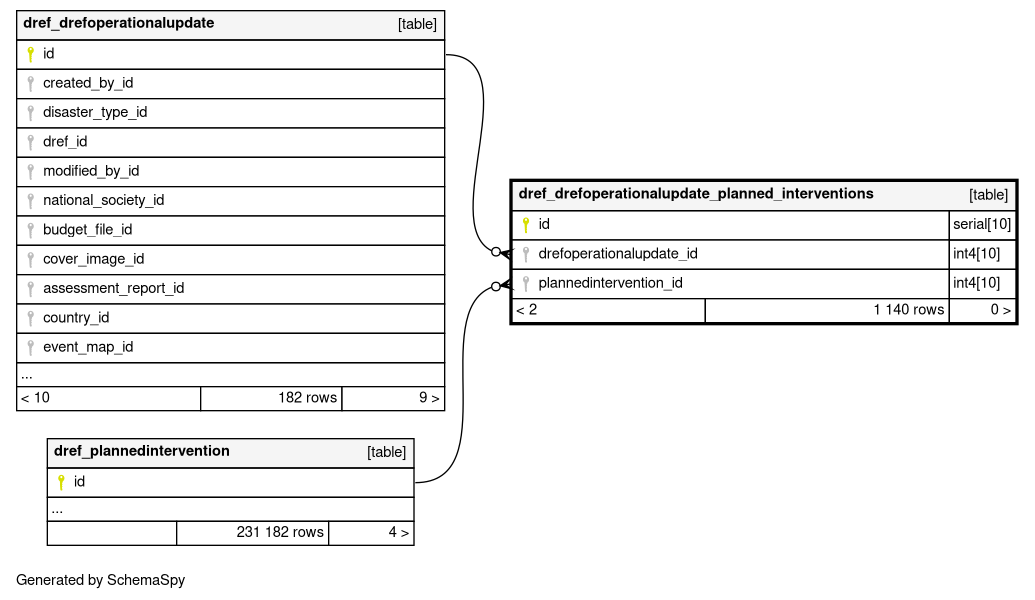 dref_drefoperationalupdate [table]
id
created_by_id
disaster_type_id
dref_id
modified_by_id
national_society_id
budget_file_id
cover_image_id
assessment_report_id
country_id
event_map_id
...
< 10 182 rows 9 >
dref_drefoperationalupdate_planned_interventions [table]
id serial[10]
drefoperationalupdate_id int4[10]
plannedintervention_id int4[10]
< 2 1 140 rows 0 >
dref_plannedintervention [table]
id
...
231 182 rows 4 >
Generated by SchemaSpy